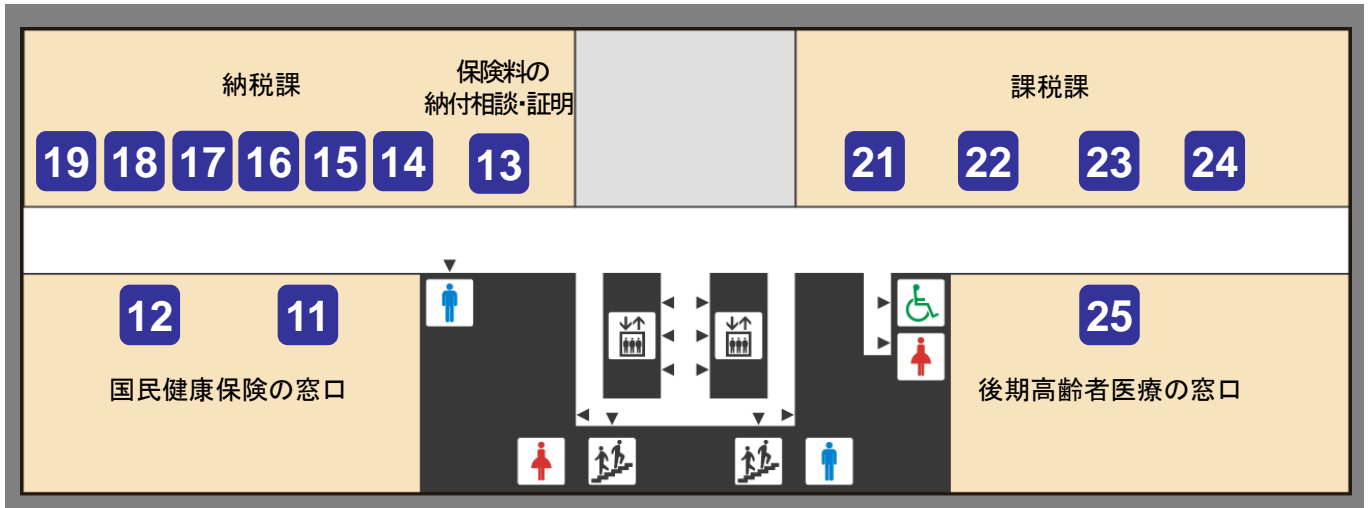 納税課
保険料の
納付相談・証明
課税課
19 18 17 16 15 14 13
21 22 23 24
12 11
25
国民健康保険の窓口
後期高齢者医療の窓口